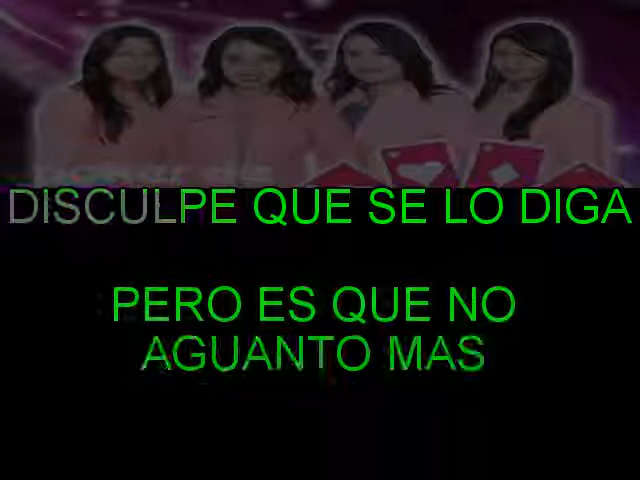 DISCULPE QUE SE LO DIGA
PERO ES QUE NO
AGUANTO MAS